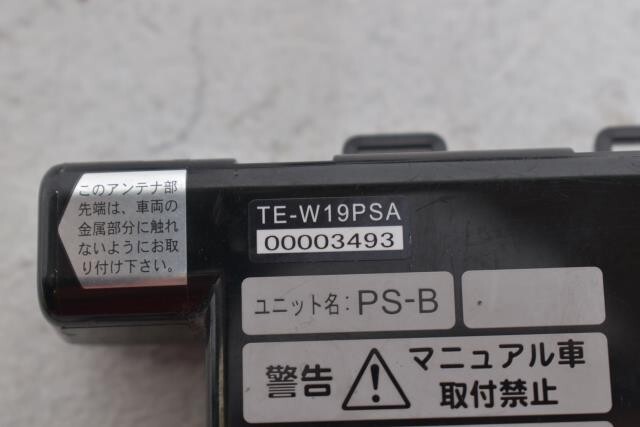 このアンテナ部
先端は、車両の
金属部分に触れ
ないようにお取
り付け下さい。
TE-W19PSA
00003493
ユニット名: PS-B
警告
マニュアル車
取付禁止